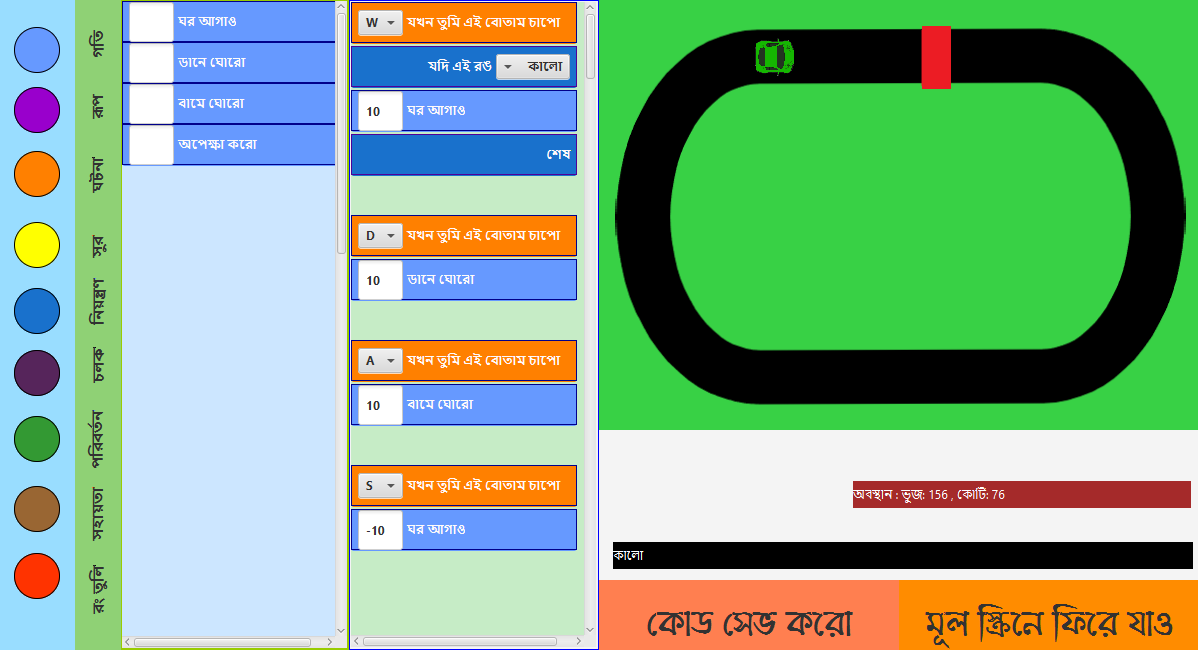 গতি
রূপ
ঘটনা
সুর
নিয়ন্ত্রণ
চলক
পরিবর্তন
সহায়তা
রং তুলি
ঘর আগাও
ডানে ঘোরো
বামে ঘোরো
অপেক্ষা করো
W যখন তুমি এই বোতাম চাপো
যদি এই রঙ কালো
10 ঘর আগাও
শেষ
D যখন তুমি এই বোতাম চাপো
10 ডানে ঘোরো
A যখন তুমি এই বোতাম চাপো
10 বামে ঘোরো
S যখন তুমি এই বোতাম চাপো
-10 ঘর আগাও
অবস্থান : ভুজ: 156 , কোটি: 76
কালো
কোড সেভ করো
মূল স্ক্রিনে ফিরে যাও